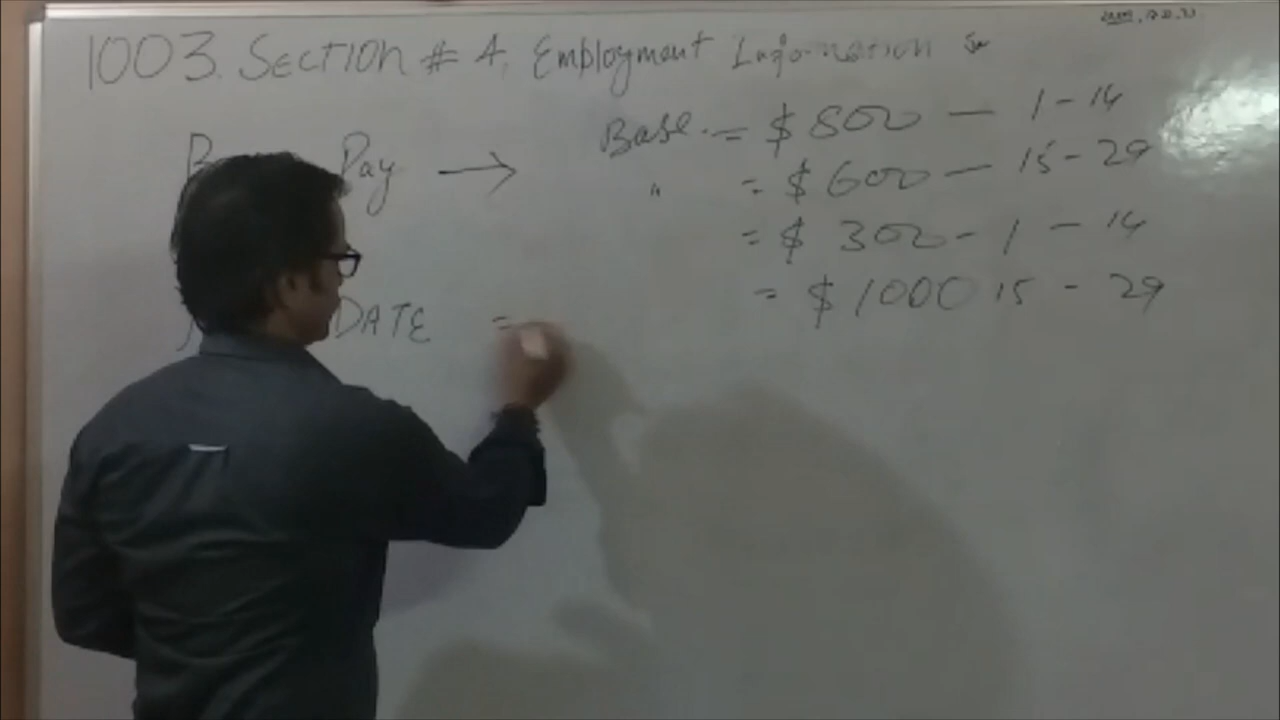 1003. Section # 4, Employment Information
Pay → Base. = $ 800 — 1 - 14
" = $ 600 — 15 - 29
= $ 300 - 1 - 14
DATE = = $ 1000 15 - 29